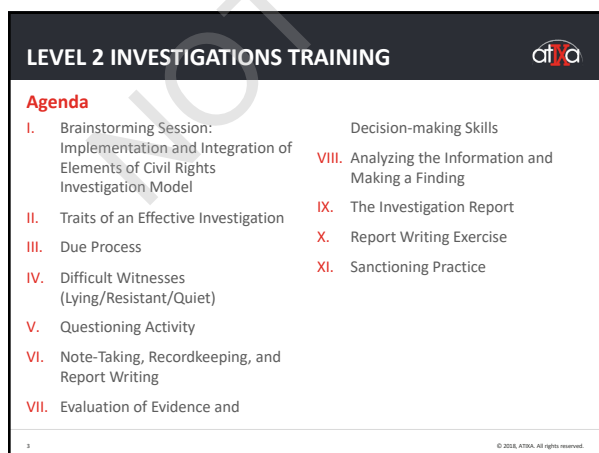 LEVEL 2 INVESTIGATIONS TRAINING
atIXa
Agenda
I. Brainstorming Session:
Implementation and Integration of
Elements of Civil Rights
Investigation Model
II. Traits of an Effective Investigation
III. Due Process
IV. Difficult Witnesses
(Lying/Resistant/Quiet)
V. Questioning Activity
VI. Note-Taking, Recordkeeping, and
Report Writing
VII. Evaluation of Evidence and
Decision-making Skills
VIII. Analyzing the Information and
Making a Finding
IX. The Investigation Report
X. Report Writing Exercise
XI. Sanctioning Practice
NOT
3
© 2018, ATIXA. All rights reserved.